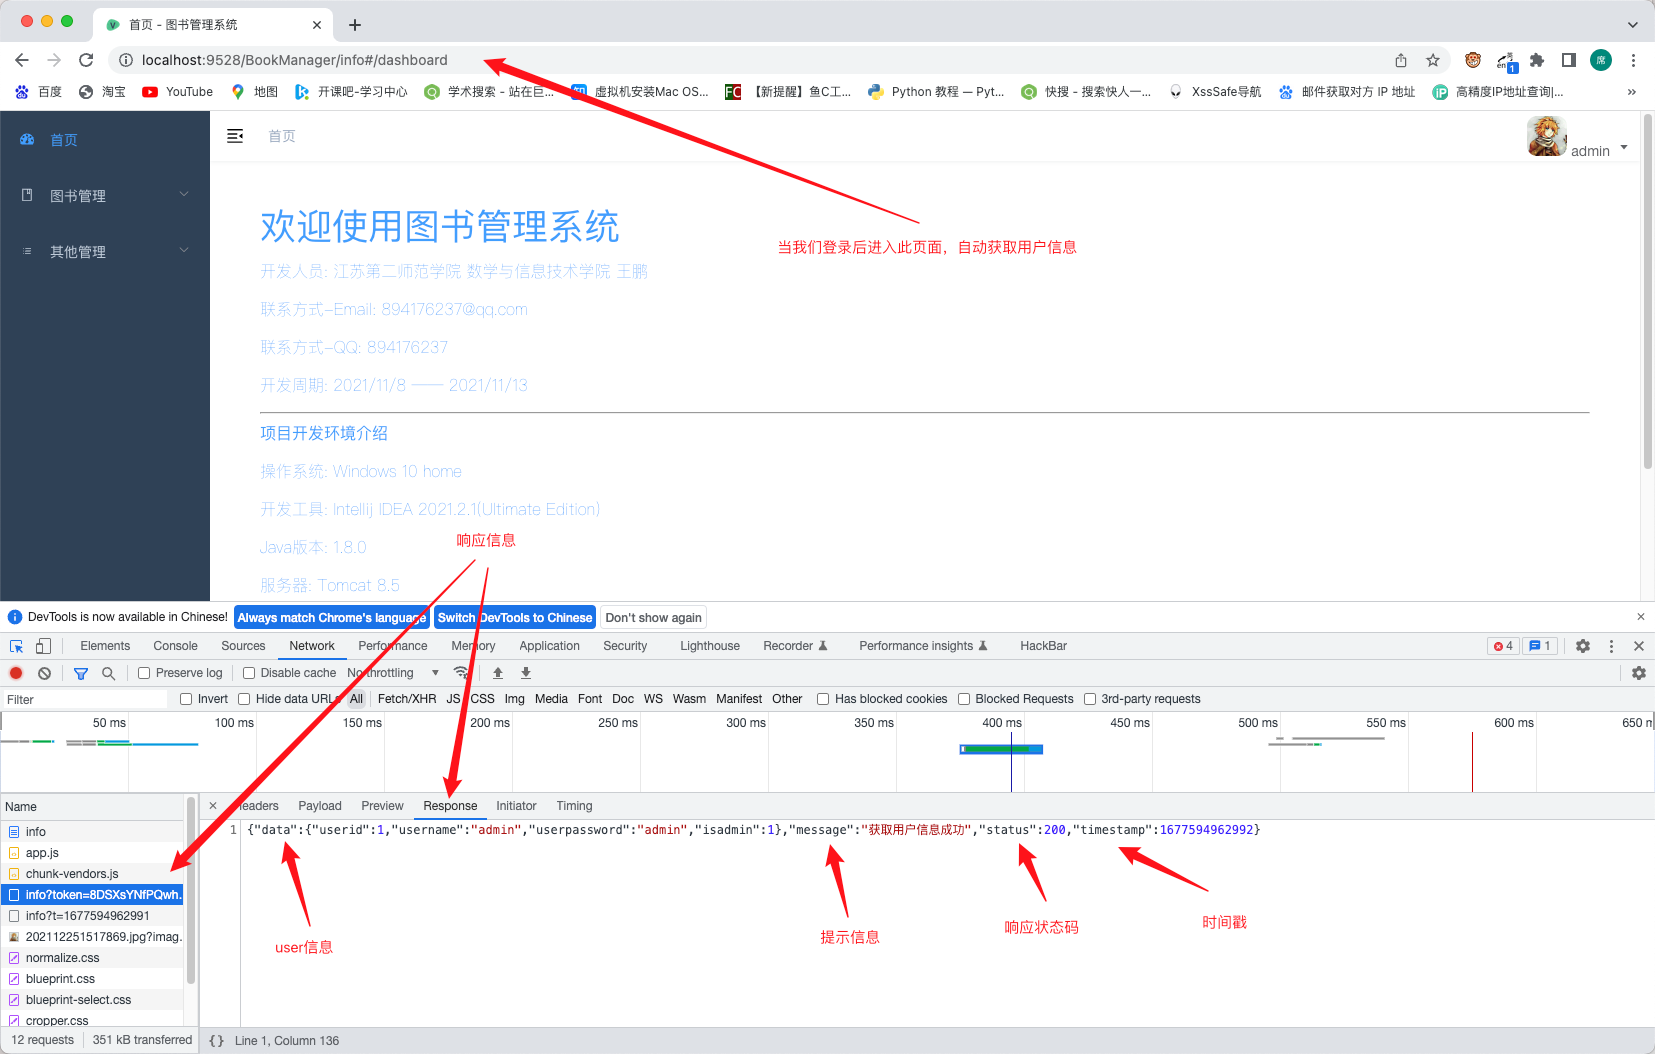 首页 - 图书管理系统
localhost:9528/BookManager/info#/dashboard
席
百度
淘宝
YouTube
地图
开课吧-学习中心
学术搜索 - 站在巨...
虚拟机安装Mac OS...
【新提醒】鱼C工...
Python 教程 — Pyt...
快搜 - 搜索快人一...
XssSafe导航
邮件获取对方 IP 地址
高精度IP地址查询|...
»
首页
图书管理
其他管理
首页
admin
欢迎使用图书管理系统
当我们登录后进入此页面，自动获取用户信息
开发人员: 江苏第二师范学院 数学与信息技术学院 王鹏
联系方式-Email: 894176237@qq.com
联系方式-QQ: 894176237
开发周期: 2021/11/8 —— 2021/11/13
项目开发环境介绍
操作系统: Windows 10 home
开发工具: Intellij IDEA 2021.2.1(Ultimate Edition)
响应信息
Java版本: 1.8.0
服务器: Tomcat 8.5
DevTools is now available in Chinese!
Always match Chrome's language
Switch DevTools to Chinese
Don't show again
Elements
Console
Sources
Network
Performance
Memory
Application
Security
Lighthouse
Recorder
Performance insights
HackBar
4
1
Preserve log
Disable cache
No throttling
Filter
Invert
Hide data URLs
All
Fetch/XHR
JS
CSS
Img
Media
Font
Doc
WS
Wasm
Manifest
Other
Has blocked cookies
Blocked Requests
3rd-party requests
50 ms
100 ms
150 ms
200 ms
250 ms
300 ms
350 ms
400 ms
450 ms
500 ms
550 ms
600 ms
650 m
Name
Headers
Payload
Preview
Response
Initiator
Timing
info
app.js
chunk-vendors.js
info?token=8DSXsYNfPQwh.
info?t=1677594962991
202112251517869.jpg?imag.
normalize.css
blueprint.css
blueprint-select.css
cropper.css
1
{"data":{"userid":1,"username":"admin","userpassword":"admin","isadmin":1},"message":"获取用户信息成功","status":200,"timestamp":1677594962992}
user信息
提示信息
响应状态码
时间戳
12 requests
351 kB transferred
{}
Line 1, Column 136